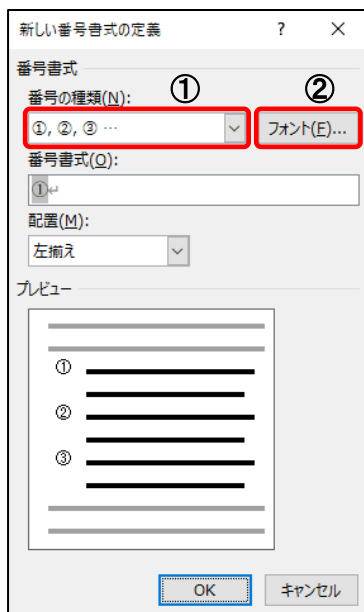 新しい番号書式の定義 ? ×
番号書式
番号の種類(N): ① ②
①, ②, ③ … フォント(F)...
番号書式(O):
①↵
配置(M):
左揃え
プレビュー
①
②
③
OK キャンセル